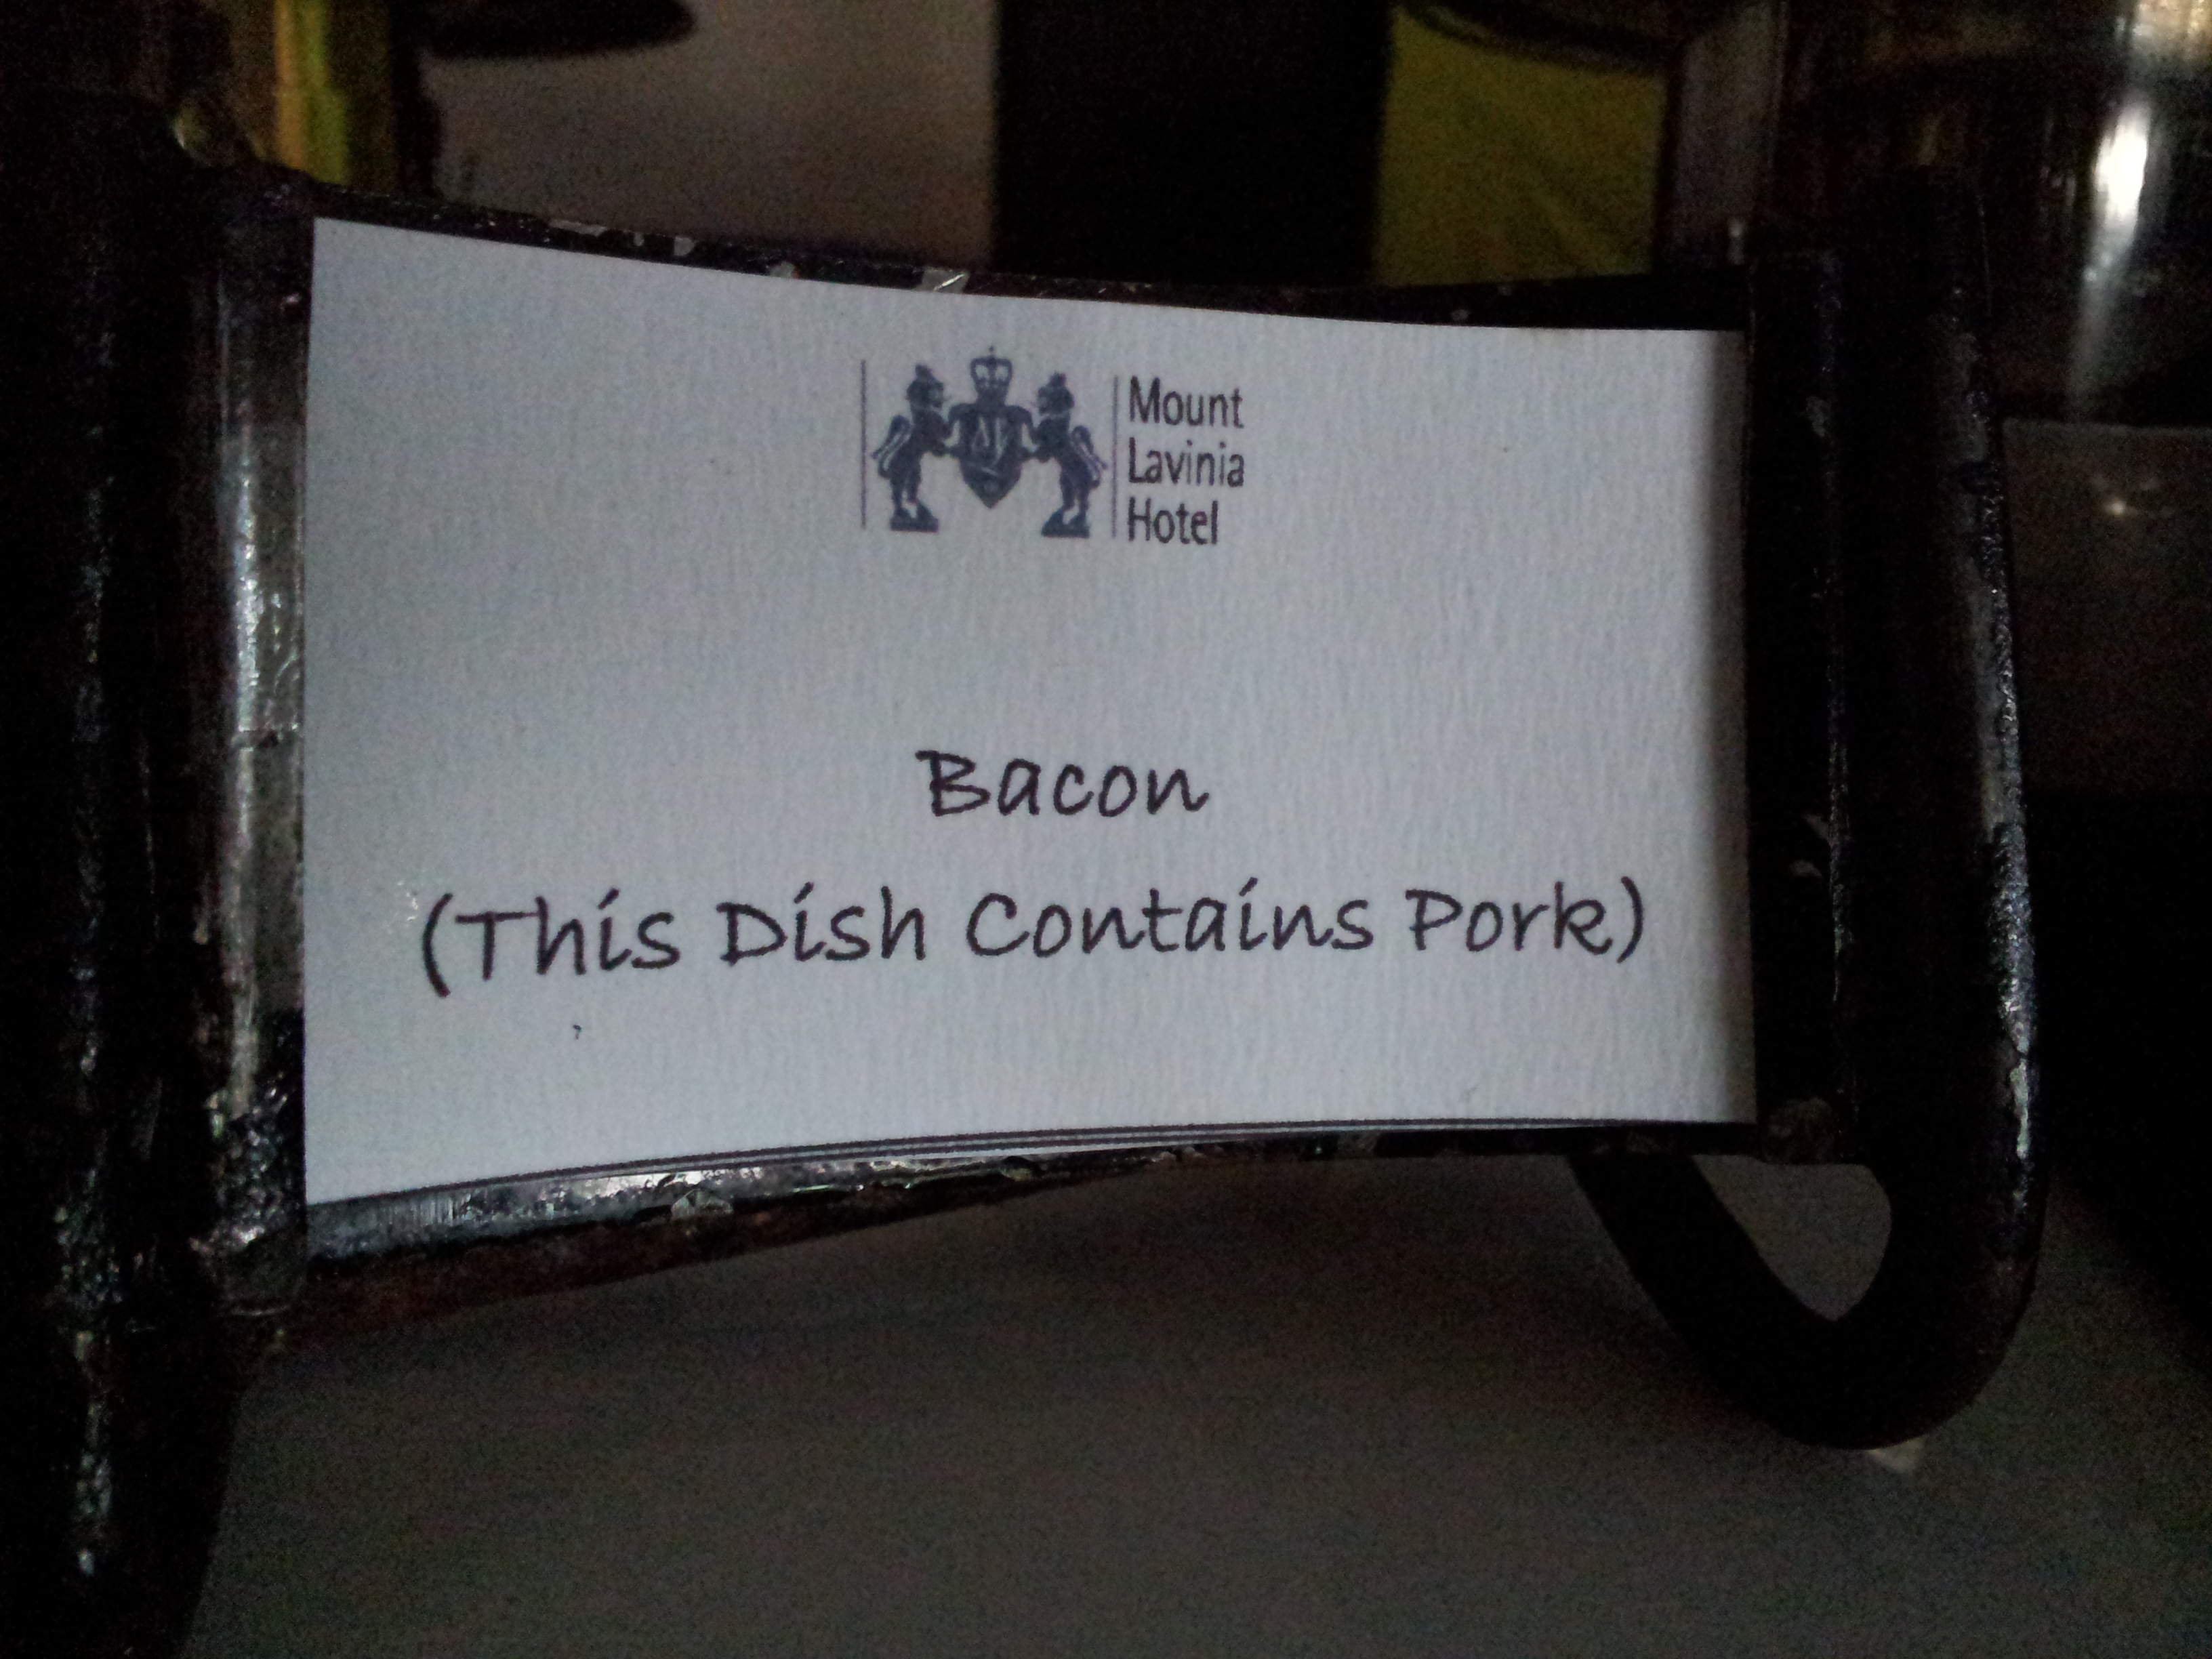 Mount
Lavinia
Hotel
Bacon
(This Dish Contains Pork)